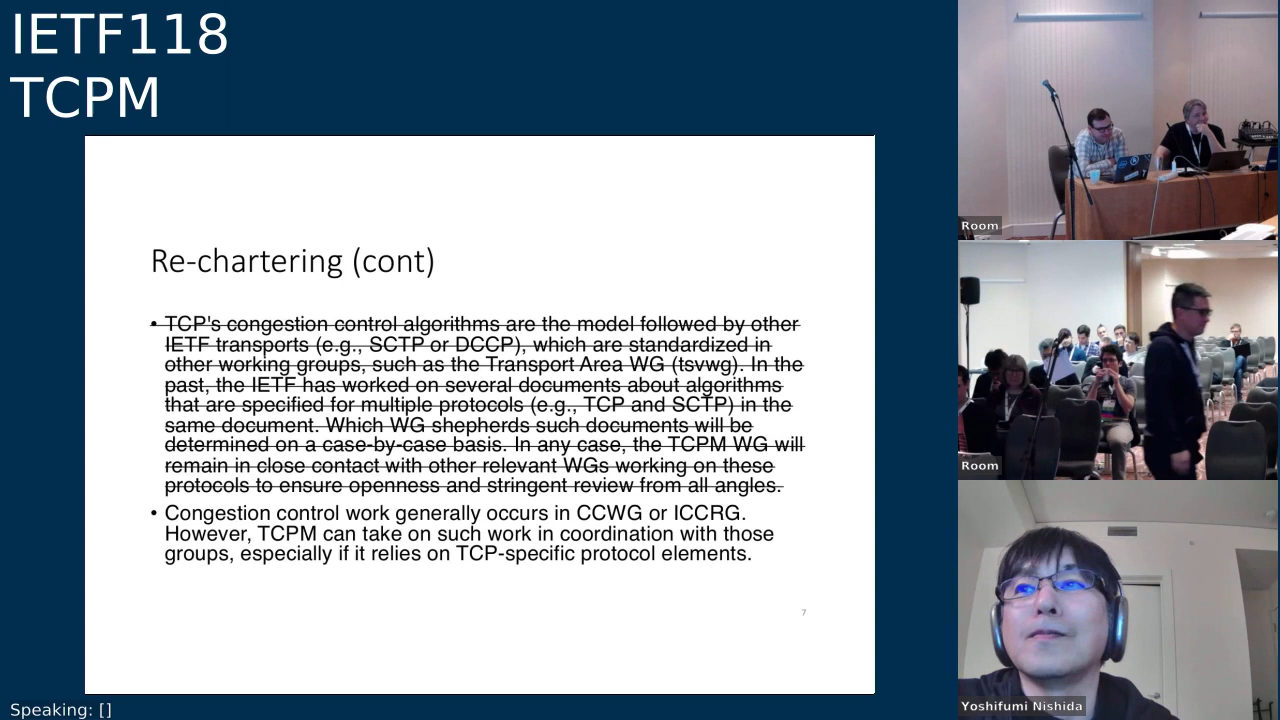 IETF118
TCPM
Re-chartering (cont)
• TCP's congestion control algorithms are the model followed by other
IETF transports (e.g., SCTP or DCCP), which are standardized in
other working groups, such as the Transport Area WG (tsvwg). In the
past, the IETF has worked on several documents about algorithms
that are specified for multiple protocols (e.g., TCP and SCTP) in the
same document. Which WG shepherds such documents will be
determined on a case-by-case basis. In any case, the TCPM WG will
remain in close contact with other relevant WGs working on these
protocols to ensure openness and stringent review from all angles.
• Congestion control work generally occurs in CCWG or ICCRG.
However, TCPM can take on such work in coordination with those
groups, especially if it relies on TCP-specific protocol elements.
7
Speaking: []
Room
Room
Yoshifumi Nishida